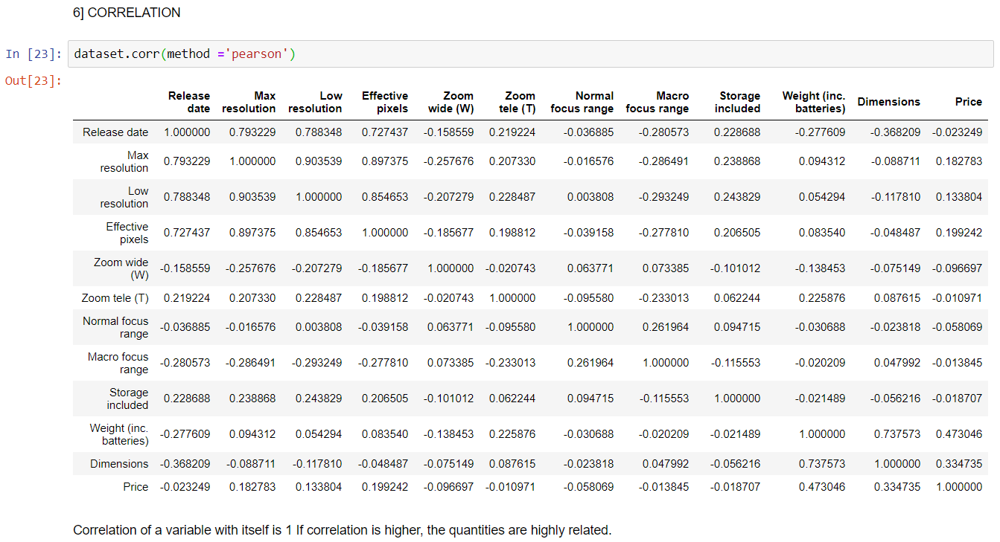 6] CORRELATION
In [23]: dataset.corr(method ='pearson')
Out[23]:
Release date Max resolution Low resolution Effective pixels Zoom wide (W) Zoom tele (T) Normal focus range Macro focus range Storage included Weight (inc. batteries) Dimensions Price
Release date 1.000000 0.793229 0.788348 0.727437 -0.158559 0.219224 -0.036885 -0.280573 0.228688 -0.277609 -0.368209 -0.023249
Max resolution 0.793229 1.000000 0.903539 0.897375 -0.257676 0.207330 -0.016576 -0.286491 0.238868 0.094312 -0.088711 0.182783
Low resolution 0.788348 0.903539 1.000000 0.854653 -0.207279 0.228487 0.003808 -0.293249 0.243829 0.054294 -0.117810 0.133804
Effective pixels 0.727437 0.897375 0.854653 1.000000 -0.185677 0.198812 -0.039158 -0.277810 0.206505 0.083540 -0.048487 0.199242
Zoom wide (W) -0.158559 -0.257676 -0.207279 -0.185677 1.000000 -0.020743 0.063771 0.073385 -0.101012 -0.138453 -0.075149 -0.096697
Zoom tele (T) 0.219224 0.207330 0.228487 0.198812 -0.020743 1.000000 -0.095580 -0.233013 0.062244 0.225876 0.087615 -0.010971
Normal focus range -0.036885 -0.016576 0.003808 -0.039158 0.063771 -0.095580 1.000000 0.261964 0.094715 -0.030688 -0.023818 -0.058069
Macro focus range -0.280573 -0.286491 -0.293249 -0.277810 0.073385 -0.233013 0.261964 1.000000 -0.115553 -0.020209 0.047992 -0.013845
Storage included 0.228688 0.238868 0.243829 0.206505 -0.101012 0.062244 0.094715 -0.115553 1.000000 -0.021489 -0.056216 -0.018707
Weight (inc. batteries) -0.277609 0.094312 0.054294 0.083540 -0.138453 0.225876 -0.030688 -0.020209 -0.021489 1.000000 0.737573 0.473046
Dimensions -0.368209 -0.088711 -0.117810 -0.048487 -0.075149 0.087615 -0.023818 0.047992 -0.056216 0.737573 1.000000 0.334735
Price -0.023249 0.182783 0.133804 0.199242 -0.096697 -0.010971 -0.058069 -0.013845 -0.018707 0.473046 0.334735 1.000000
Correlation of a variable with itself is 1 If correlation is higher, the quantities are highly related.